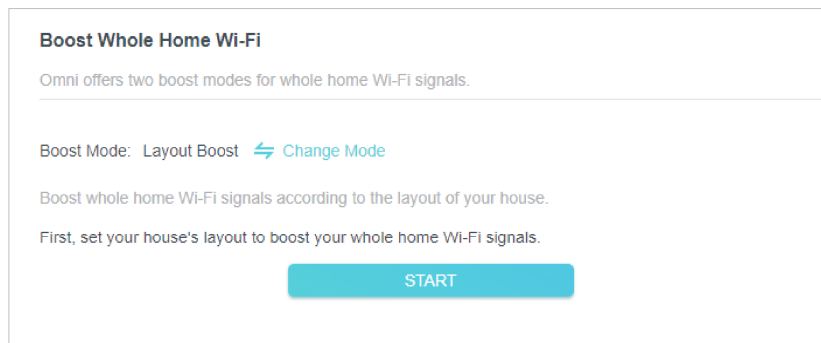 Boost Whole Home Wi-Fi
Omni offers two boost modes for whole home Wi-Fi signals.
Boost Mode: Layout Boost Change Mode
Boost whole home Wi-Fi signals according to the layout of your house.
First, set your house's layout to boost your whole home Wi-Fi signals.
START